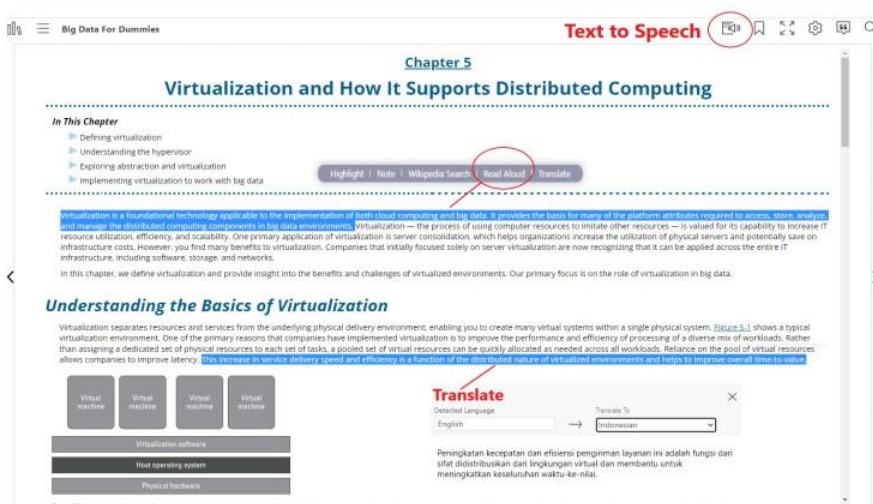 Big Data For Dummies
Text to Speech
Chapter 5
Virtualization and How It Supports Distributed Computing
In This Chapter
Defining virtualization
Understanding the hypervisor
Exploring abstraction and virtualization
Implementing virtualization to work with big data
Highlight | Note | Wikipedia Search | Read Aloud | Translate
Virtualization is a foundational technology applicable to the implementation of both cloud computing and big data. It provides the basis for many of the platform attributes required to access, store, analyze,
and manage the distributed computing components in big data environments. Virtualization — the process of using computer resources to imitate other resources — is valued for its capability to increase IT
resource utilization, efficiency, and scalability. One primary application of virtualization is server consolidation, which helps organizations increase the utilization of physical servers and potentially save on
infrastructure costs. However, you find many benefits to virtualization. Companies that initially focused solely on server virtualization are now recognizing that it can be applied across the entire IT
infrastructure, including software, storage, and networks.
In this chapter, we define virtualization and provide insight into the benefits and challenges of virtualized environments. Our primary focus is on the role of virtualization in big data.
Understanding the Basics of Virtualization
Virtualization separates resources and services from the underlying physical delivery environment, enabling you to create many virtual systems within a single physical system. Figure 5-1 shows a typical
virtualization environment. One of the primary reasons that companies have implemented virtualization is to improve the performance and efficiency of processing of a diverse mix of workloads. Rather
than assigning a dedicated set of physical resources to each set of tasks, a pooled set of virtual resources can be quickly allocated as needed across all workloads. Reliance on the pool of virtual resources
allows companies to improve latency. This increase in service delivery speed and efficiency is a function of the distributed nature of virtualized environments and helps to improve overall time-to-value.
Virtual machine
Virtual machine
Virtual machine
Virtual machine
Virtualization software
Host operating system
Physical hardware
Translate
Detected Language
Translate To
English
Indonesian
Peningkatan kecepatan dan efisiensi pengiriman layanan ini adalah fungsi dari
sifat didistribusikan dari lingkungan virtual dan membantu untuk
meningkatkan keseluruhan waktu-ke-nilai.